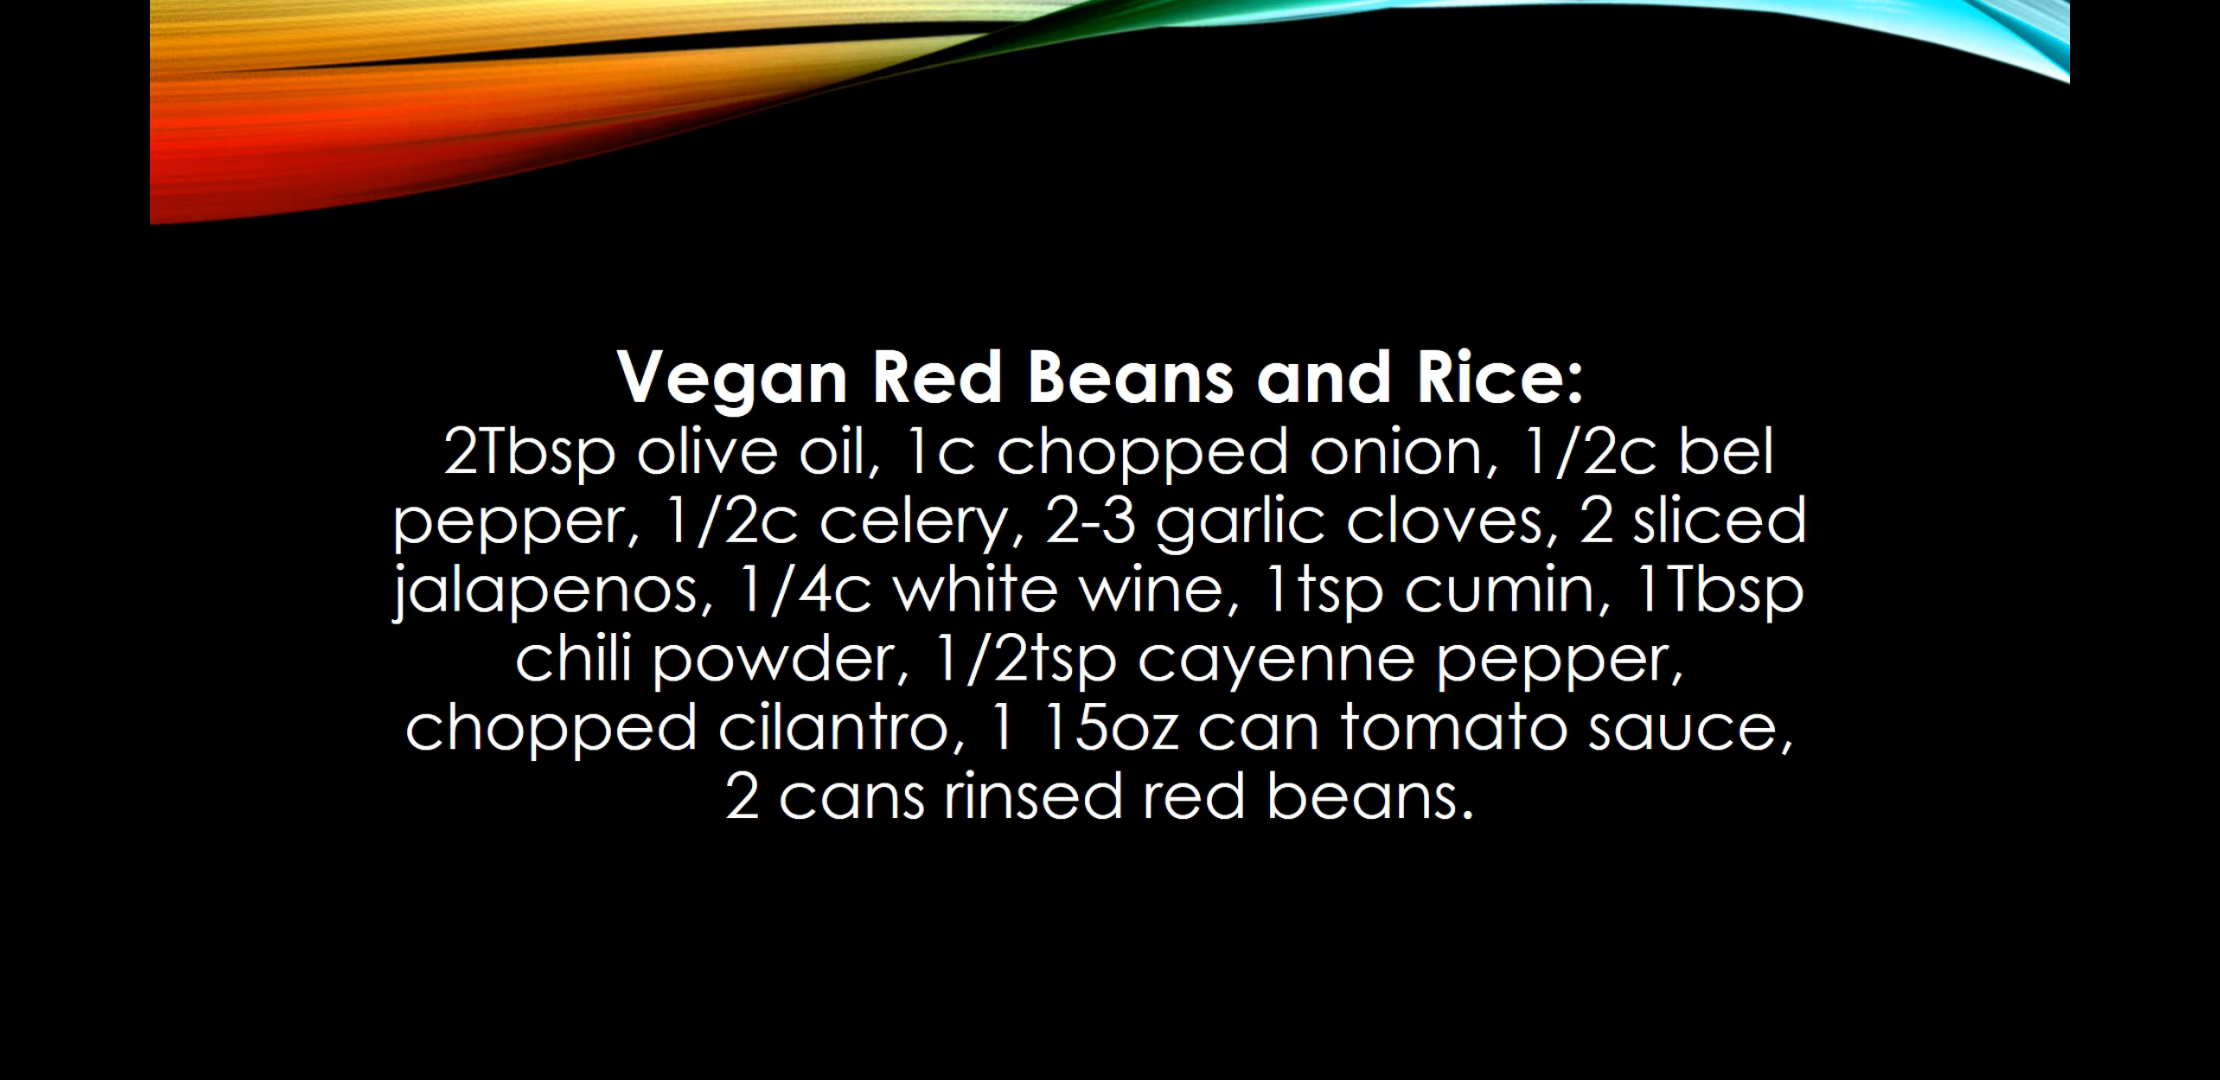 Vegan Red Beans and Rice:
2Tbsp olive oil, 1c chopped onion, 1/2c bel
pepper, 1/2c celery, 2-3 garlic cloves, 2 sliced
jalapenos, 1/4c white wine, 1tsp cumin, 1Tbsp
chili powder, 1/2tsp cayenne pepper,
chopped cilantro, 1 15oz can tomato sauce,
2 cans rinsed red beans.